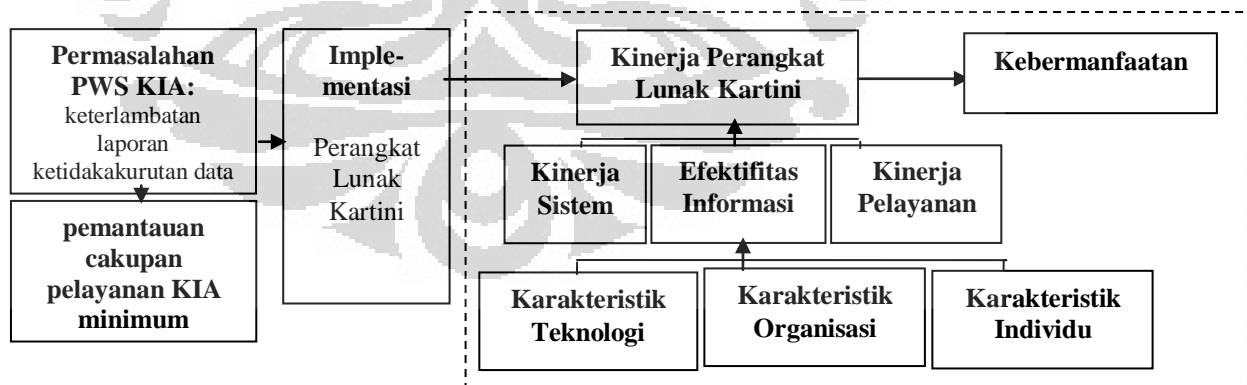 Permasalahan
PWS KIA:
keterlambatan
laporan
ketidakakurutan data
pemantauan
cakupan
pelayanan KIA
minimum
Imple-
mentasi
Perangkat
Lunak
Kartini
Kinerja Perangkat
Lunak Kartini
Kebermanfaatan
Kinerja
Sistem
Efektifitas
Informasi
Kinerja
Pelayanan
Karakteristik
Teknologi
Karakteristik
Organisasi
Karakteristik
Individu